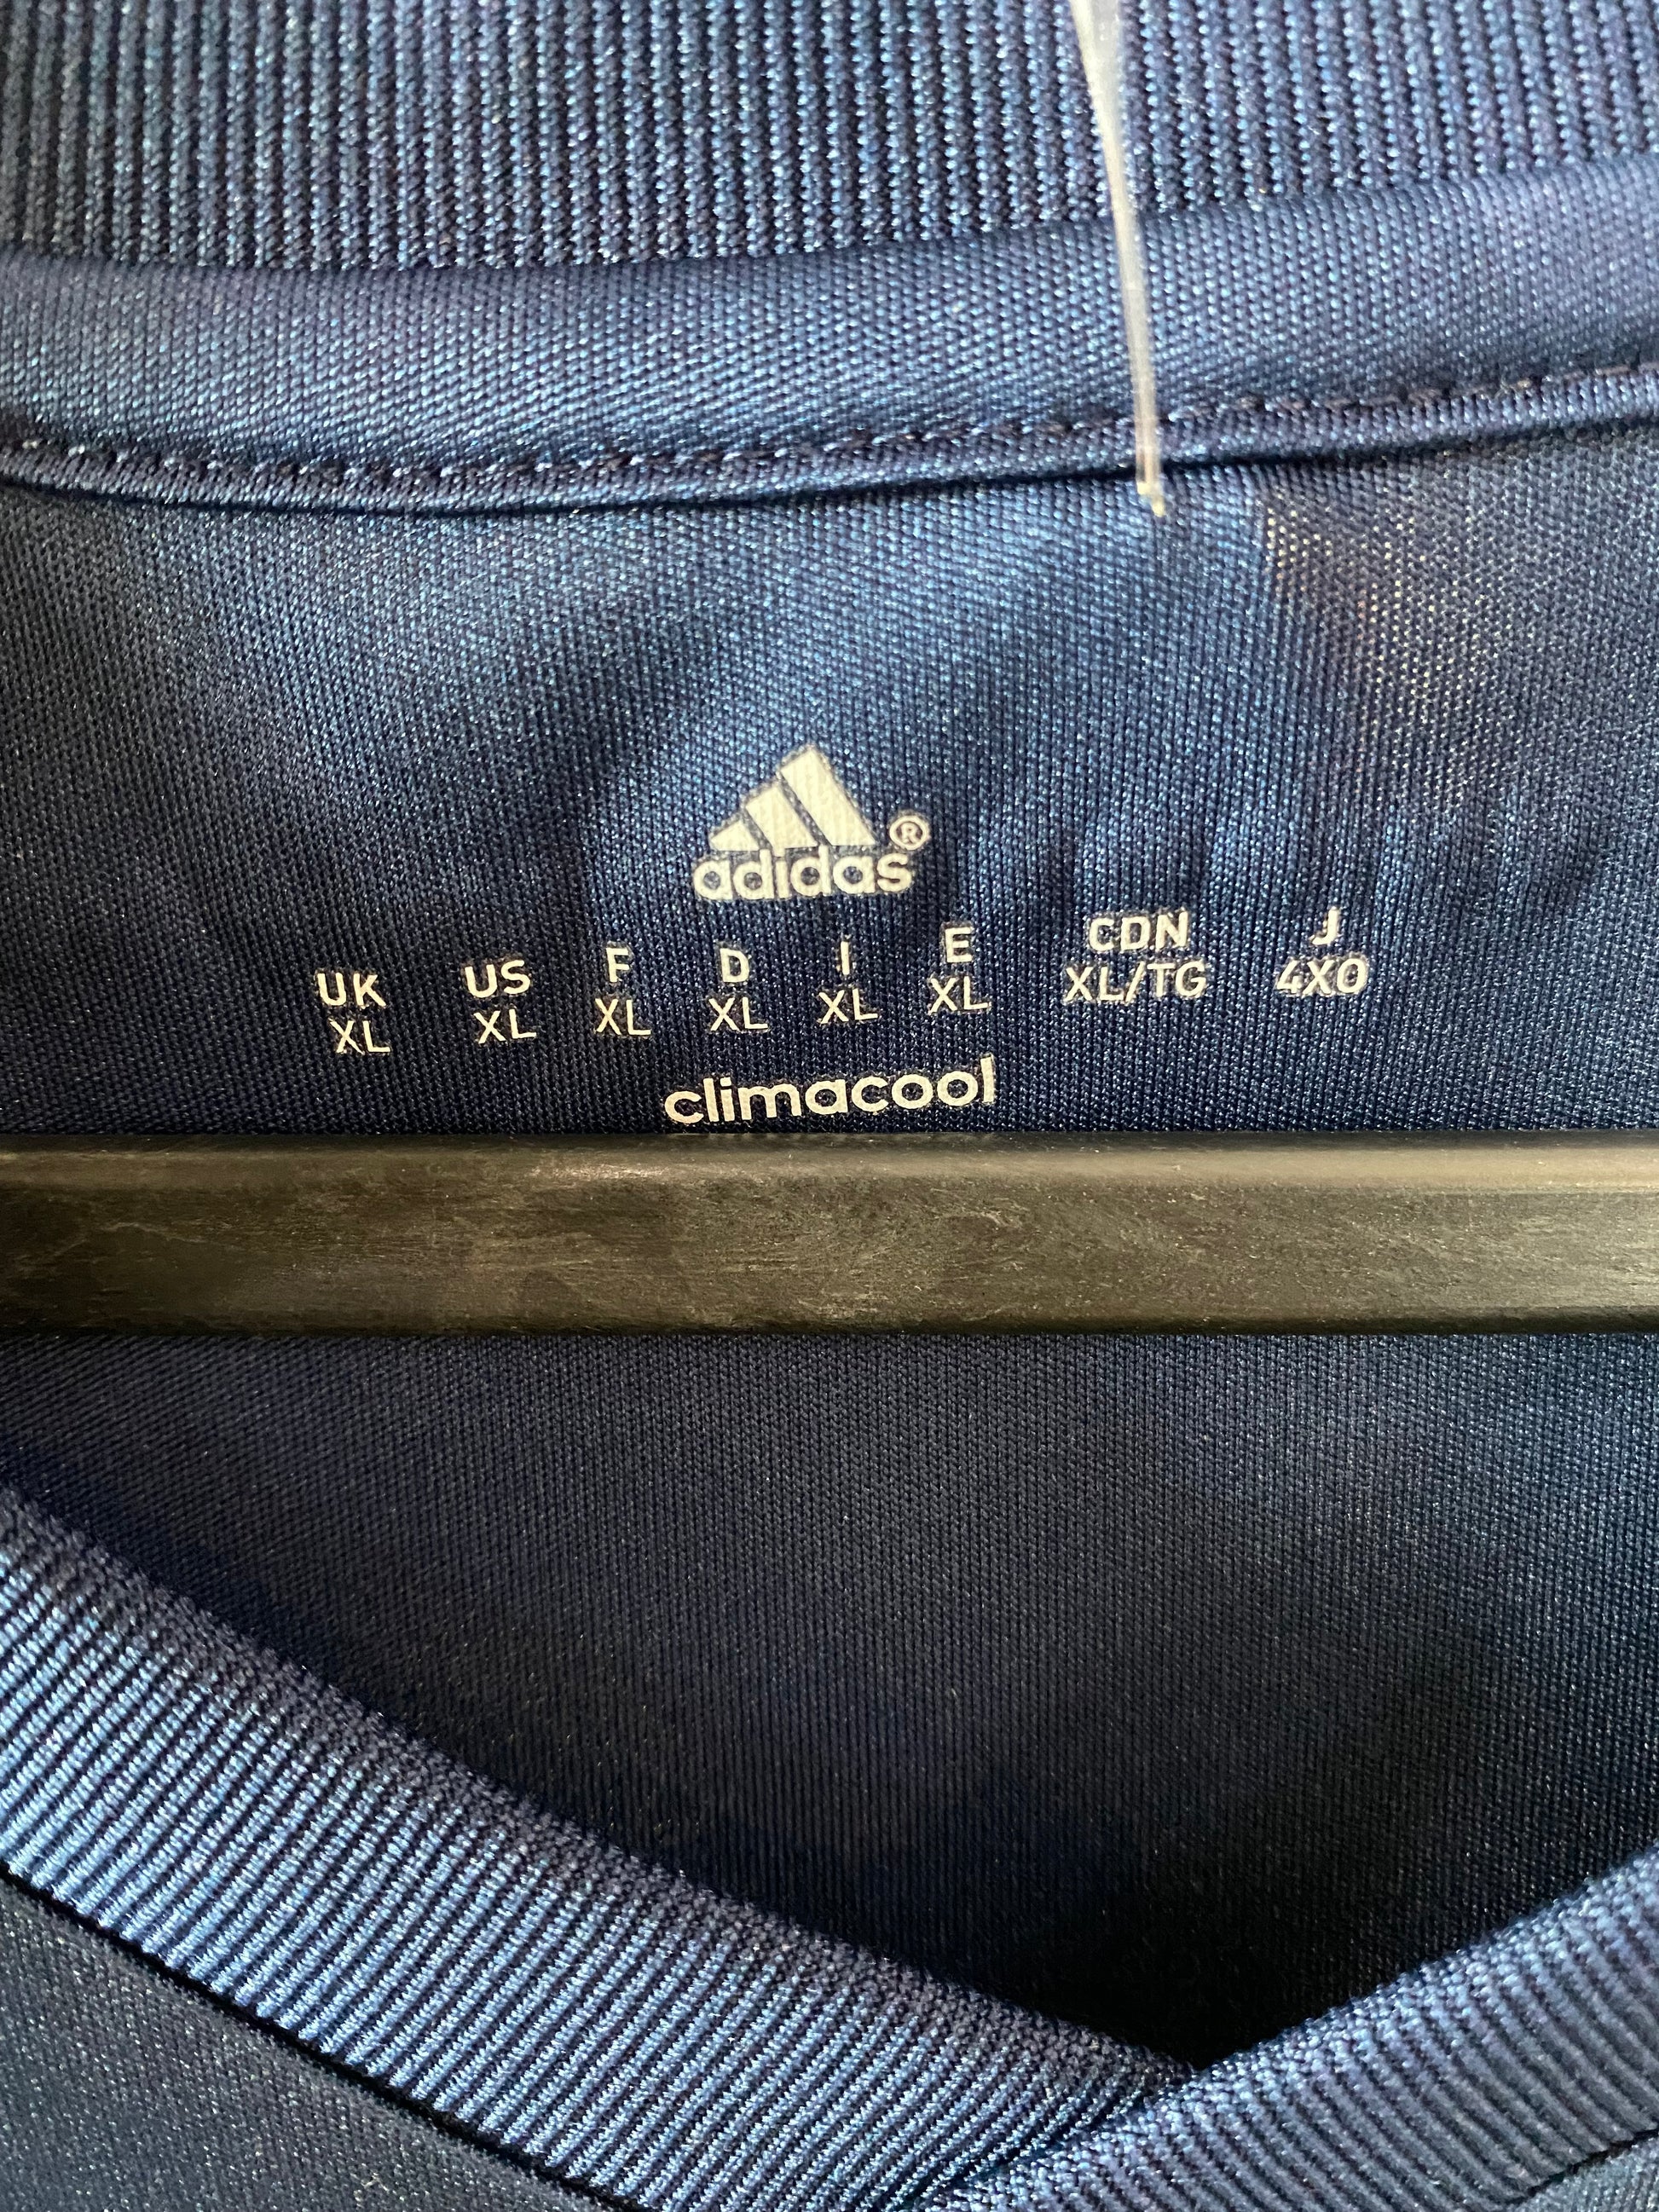 adidas®
UK US F D I E CDN J
XL XL XL XL XL XL XL/TG 4XO
climacool